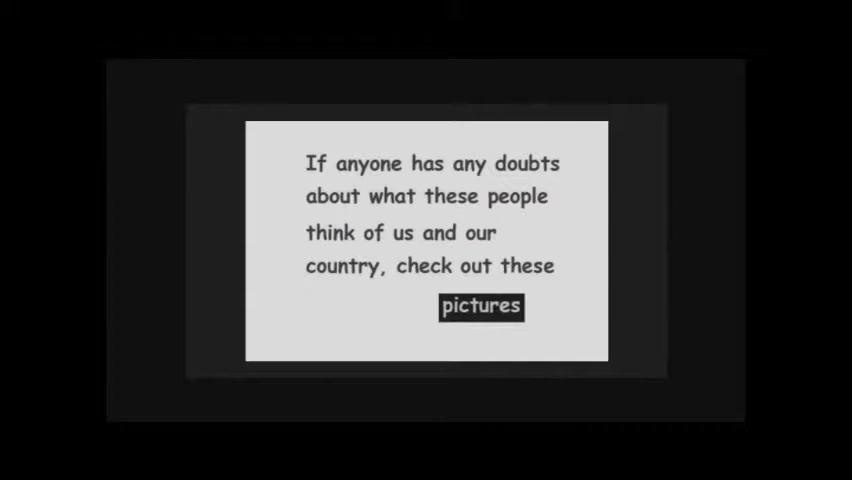 If anyone has any doubts
about what these people
think of us and our
country, check out these
pictures